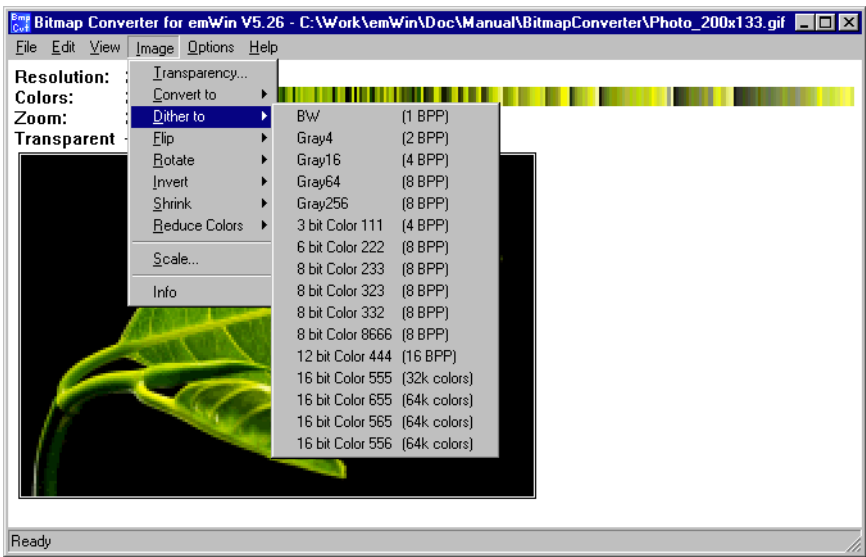 Bitmap Converter for emWin V5.26 - C:\Work\emWin\Doc\Manual\BitmapConverter\Photo_200x133.gif
File Edit View Image Options Help
Resolution:
Colors:
Zoom:
Transparent
Transparency...
Convert to
Dither to
Flip
Rotate
Invert
Shrink
Reduce Colors
Scale...
Info
BW (1 BPP)
Gray4 (2 BPP)
Gray16 (4 BPP)
Gray64 (8 BPP)
Gray256 (8 BPP)
3 bit Color 111 (4 BPP)
6 bit Color 222 (8 BPP)
8 bit Color 233 (8 BPP)
8 bit Color 323 (8 BPP)
8 bit Color 332 (8 BPP)
8 bit Color 8666 (8 BPP)
12 bit Color 444 (16 BPP)
16 bit Color 555 (32k colors)
16 bit Color 655 (64k colors)
16 bit Color 565 (64k colors)
16 bit Color 556 (64k colors)
Ready